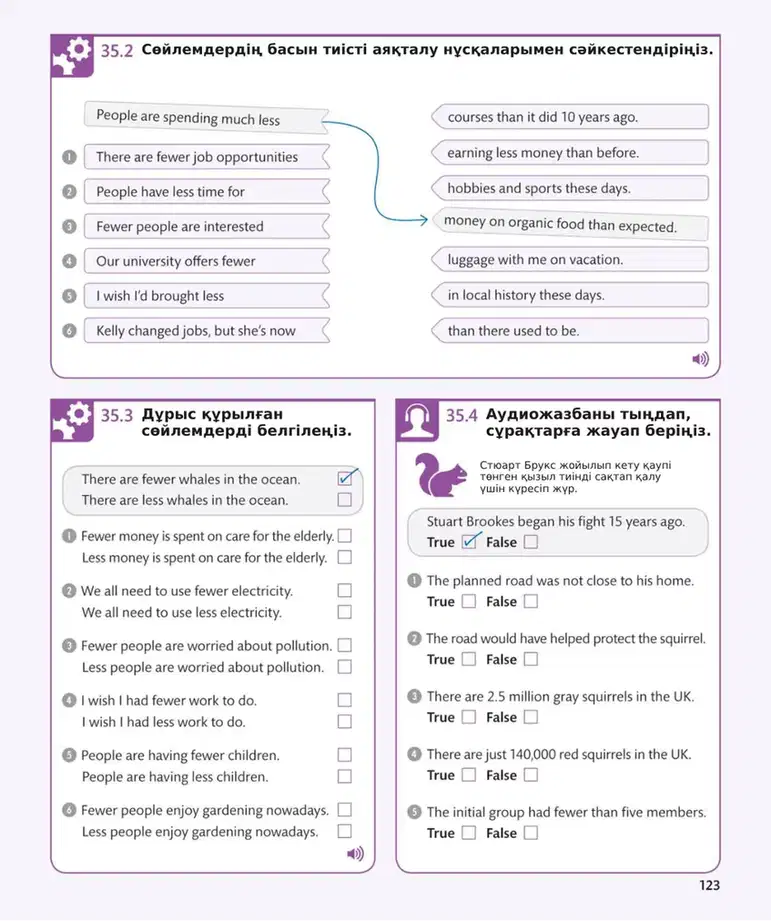 35.2 Сөйлемдердің басын тиісті аяқталу нұсқаларымен сәйкестендіріңіз.
People are spending much less
1 There are fewer job opportunities
2 People have less time for
3 Fewer people are interested
4 Our university offers fewer
5 I wish I'd brought less
6 Kelly changed jobs, but she's now
courses than it did 10 years ago.
earning less money than before.
hobbies and sports these days.
money on organic food than expected.
luggage with me on vacation.
in local history these days.
than there used to be.
35.3 Дұрыс құрылған
сөйлемдерді белгілеңіз.
There are fewer whales in the ocean.
There are less whales in the ocean.
1 Fewer money is spent on care for the elderly.
Less money is spent on care for the elderly.
2 We all need to use fewer electricity.
We all need to use less electricity.
3 Fewer people are worried about pollution.
Less people are worried about pollution.
4 I wish I had fewer work to do.
I wish I had less work to do.
5 People are having fewer children.
People are having less children.
6 Fewer people enjoy gardening nowadays.
Less people enjoy gardening nowadays.
35.4 Аудиожазбаны тыңдап,
сұрақтарға жауап беріңіз.
Стюарт Брукс жойылып кету қаупі
төнген қызыл тиінді сақтап қалу
үшін күресіп жүр.
Stuart Brookes began his fight 15 years ago.
True False
1 The planned road was not close to his home.
True False
2 The road would have helped protect the squirrel.
True False
3 There are 2.5 million gray squirrels in the UK.
True False
4 There are just 140,000 red squirrels in the UK.
True False
5 The initial group had fewer than five members.
True False
123